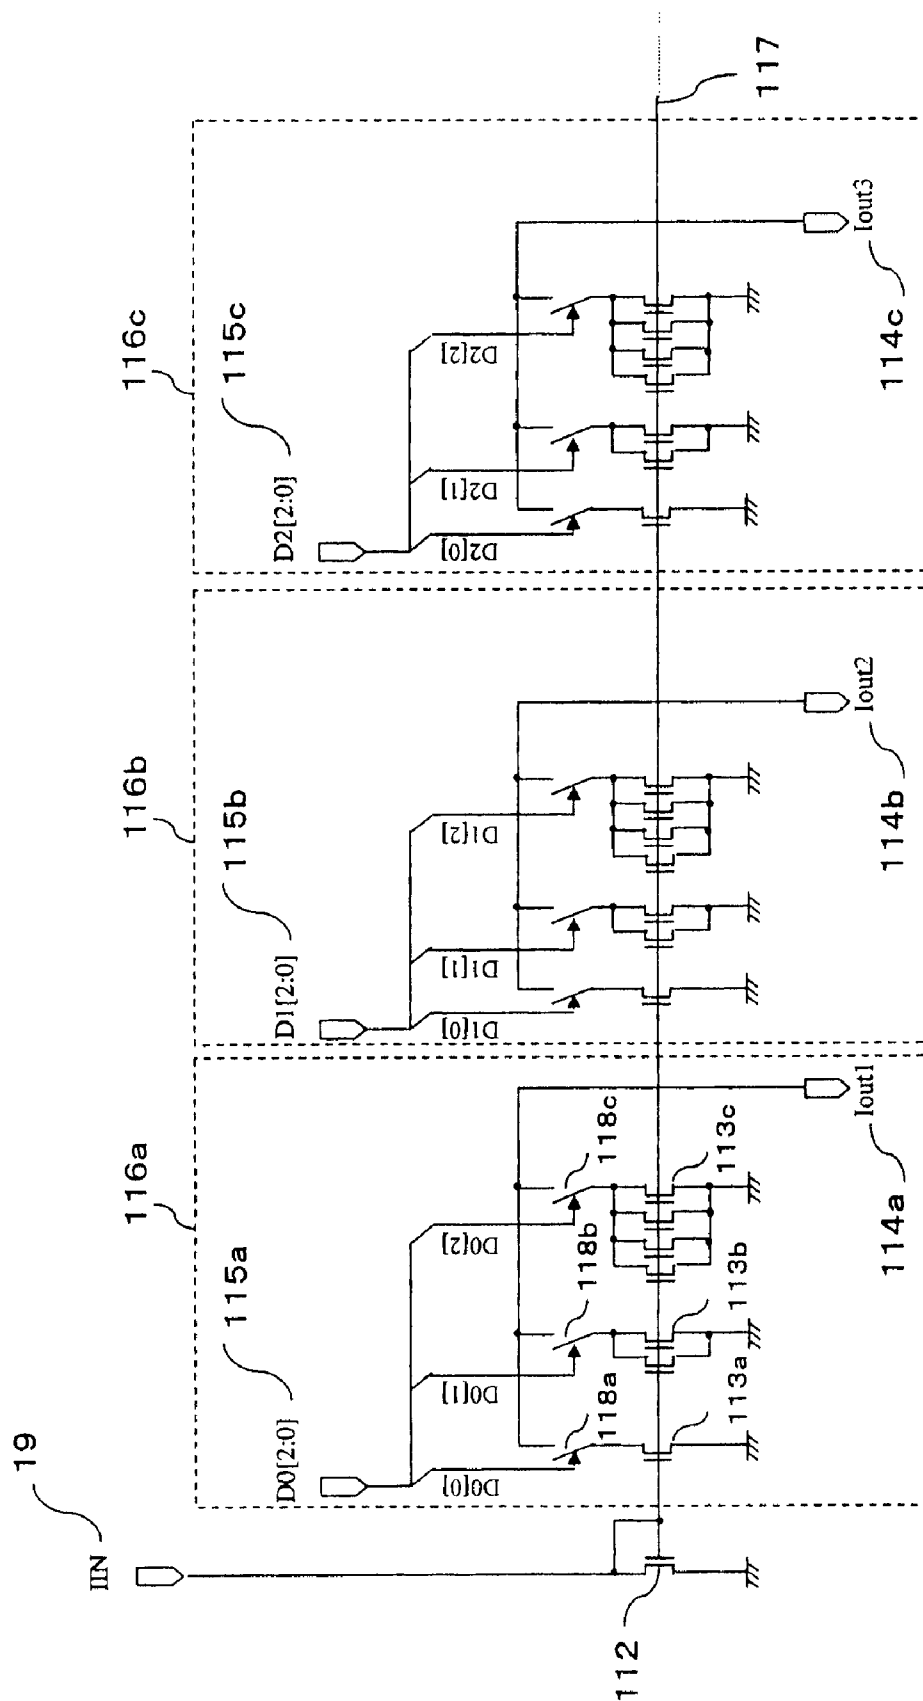 19
IIN
112
116a
115a
D0[2:0]
D0[0]
D0[1]
D0[2]
118a
118b
118c
113a
113b
113c
Iout1
114a
116b
115b
D1[2:0]
D1[0]
D1[1]
D1[2]
Iout2
114b
116c
115c
D2[2:0]
D2[0]
D2[1]
D2[2]
Iout3
114c
117